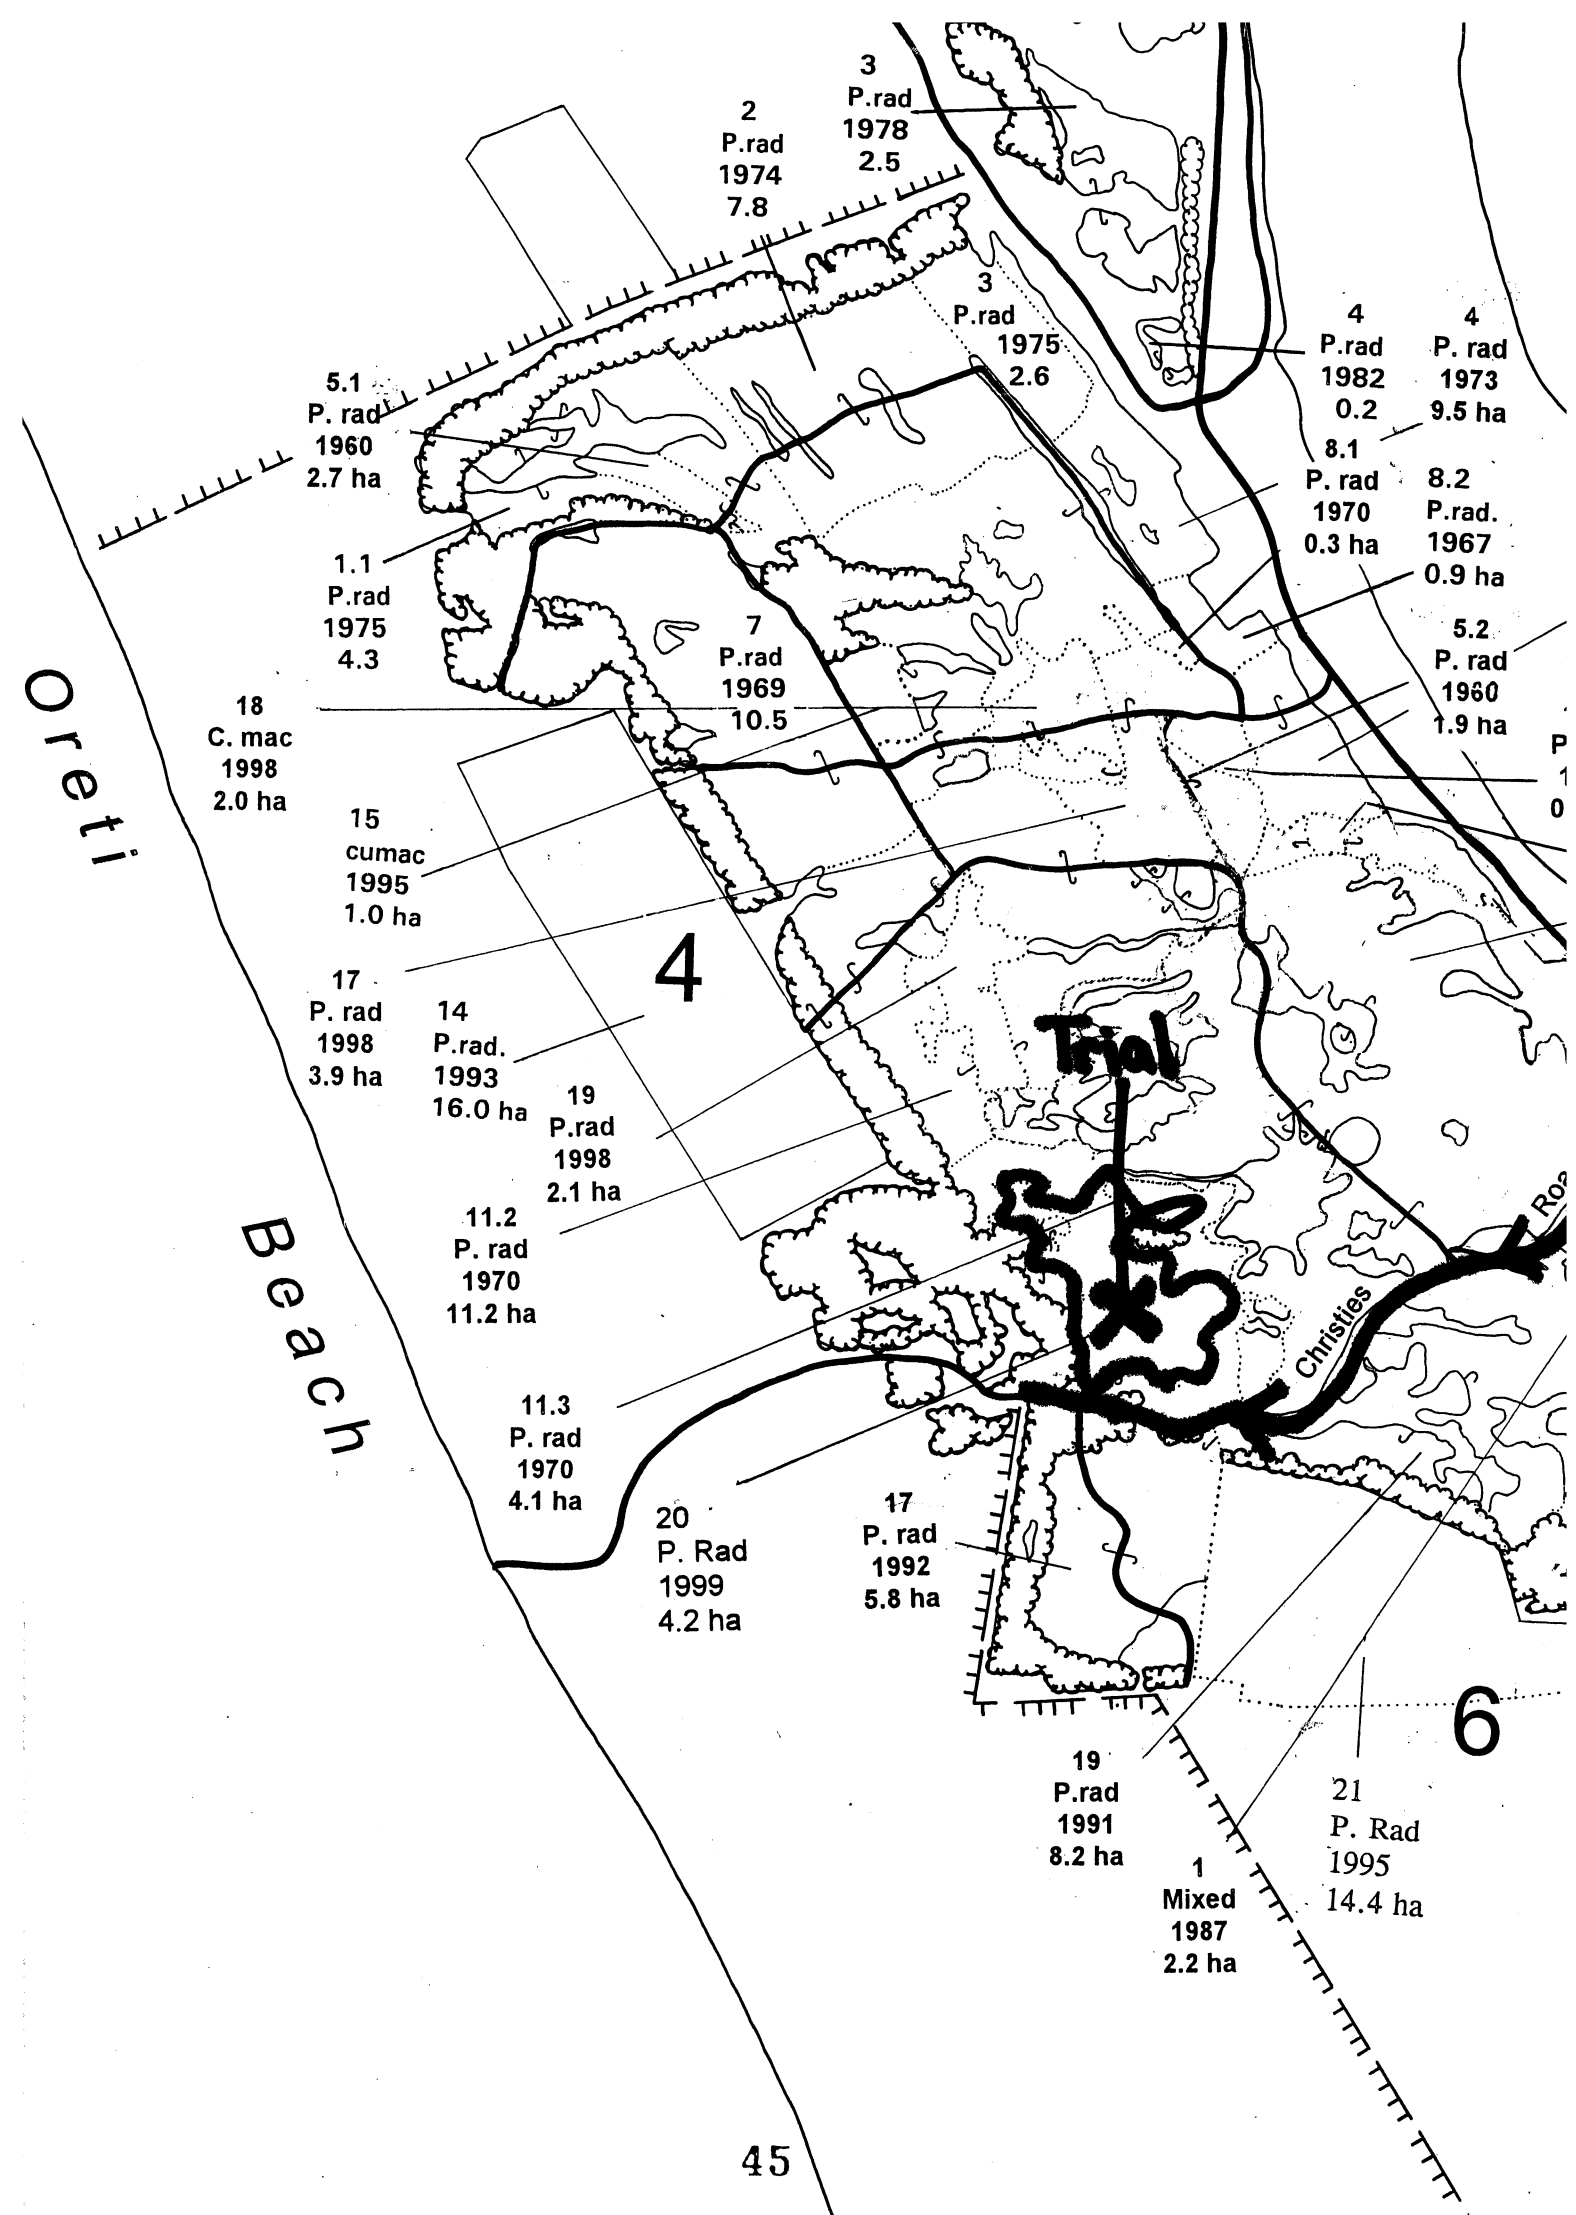 3
P.rad
1978
2.5
2
P.rad
1974
7.8
3
P.rad
1975
2.6
4
P.rad
1982
0.2
4
P. rad
1973
9.5 ha
5.1
P. rad
1960
2.7 ha
8.1
P. rad
1970
0.3 ha
8.2
P.rad.
1967
0.9 ha
1.1
P.rad
1975
4.3
7
P.rad
1969
10.5
5.2
P. rad
1960
1.9 ha
P
1
0
18
C. mac
1998
2.0 ha
Oreti
Beach
15
cumac
1995
1.0 ha
4
17
P. rad
1998
3.9 ha
14
P.rad.
1993
16.0 ha
19
P.rad
1998
2.1 ha
Trial
11.2
P. rad
1970
11.2 ha
Christies
11.3
P. rad
1970
4.1 ha
20
P. Rad
1999
4.2 ha
17
P. rad
1992
5.8 ha
6
19
P.rad
1991
8.2 ha
1
Mixed
1987
2.2 ha
21
P. Rad
1995
14.4 ha
45